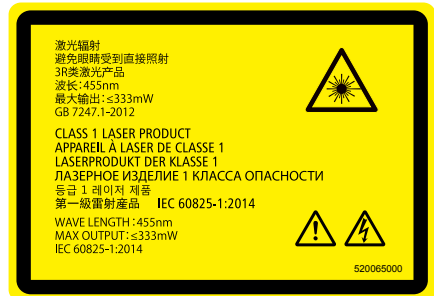 激光辐射
避免眼睛受到直接照射
3R类激光产品
波长:455nm
最大输出:≤333mW
GB 7247.1-2012
CLASS 1 LASER PRODUCT
APPAREIL À LASER DE CLASSE 1
LASERPRODUKT DER KLASSE 1
ЛАЗЕРНОЕ ИЗДЕЛИЕ 1 КЛАССА ОПАСНОСТИ
등급 1 레이저 제품
第一級雷射產品 IEC 60825-1:2014
WAVE LENGTH:455nm
MAX OUTPUT:≤333mW
IEC 60825-1:2014
520065000